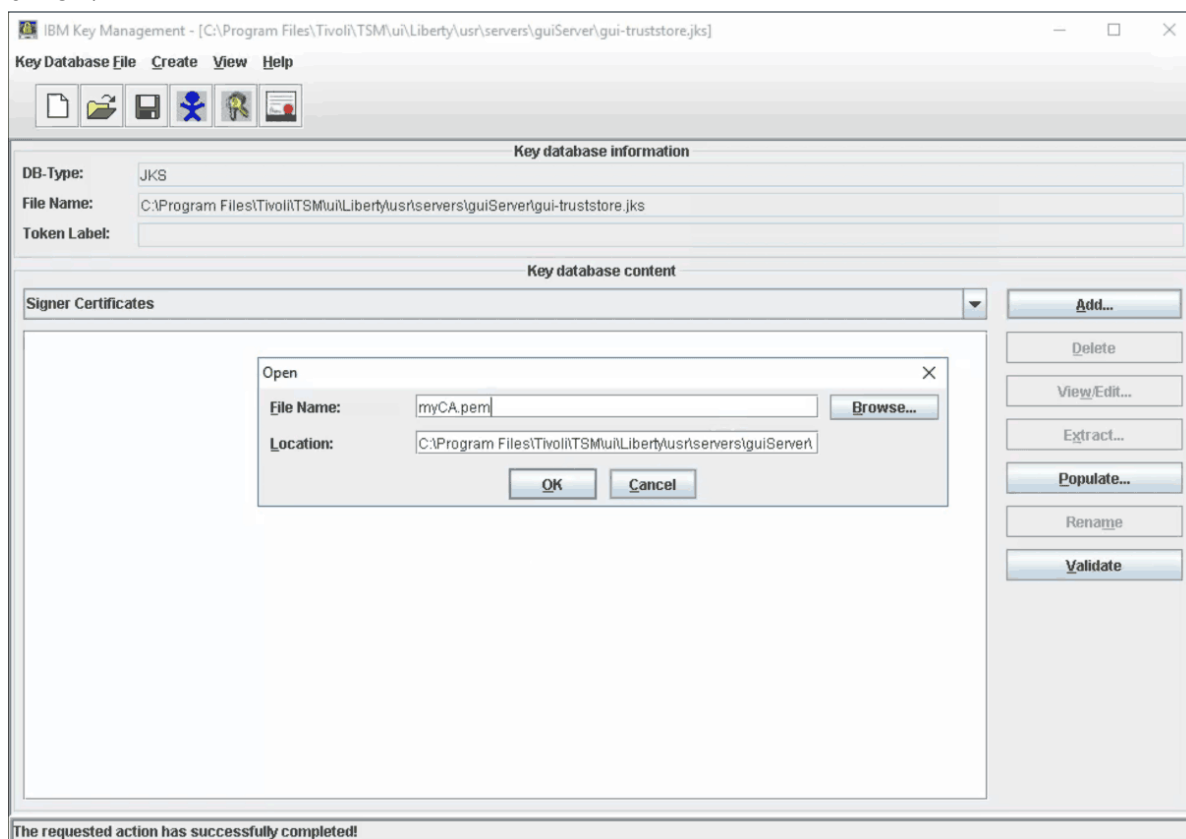 IBM Key Management - [C:\Program Files\Tivoli\TSM\ui\Liberty\usr\servers\guiServer\gui-truststore.jks]
Key Database File Create View Help
Key database information
DB-Type: JKS
File Name: C:\Program Files\Tivoli\TSM\ui\Liberty\usr\servers\guiServer\gui-truststore.jks
Token Label:
Key database content
Signer Certificates
Add...
Delete
View/Edit...
Extract...
Populate...
Rename
Validate
Open
File Name: myCA.pem Browse...
Location: C:\Program Files\Tivoli\TSM\ui\Liberty\usr\servers\guiServer\
OK Cancel
The requested action has successfully completed!